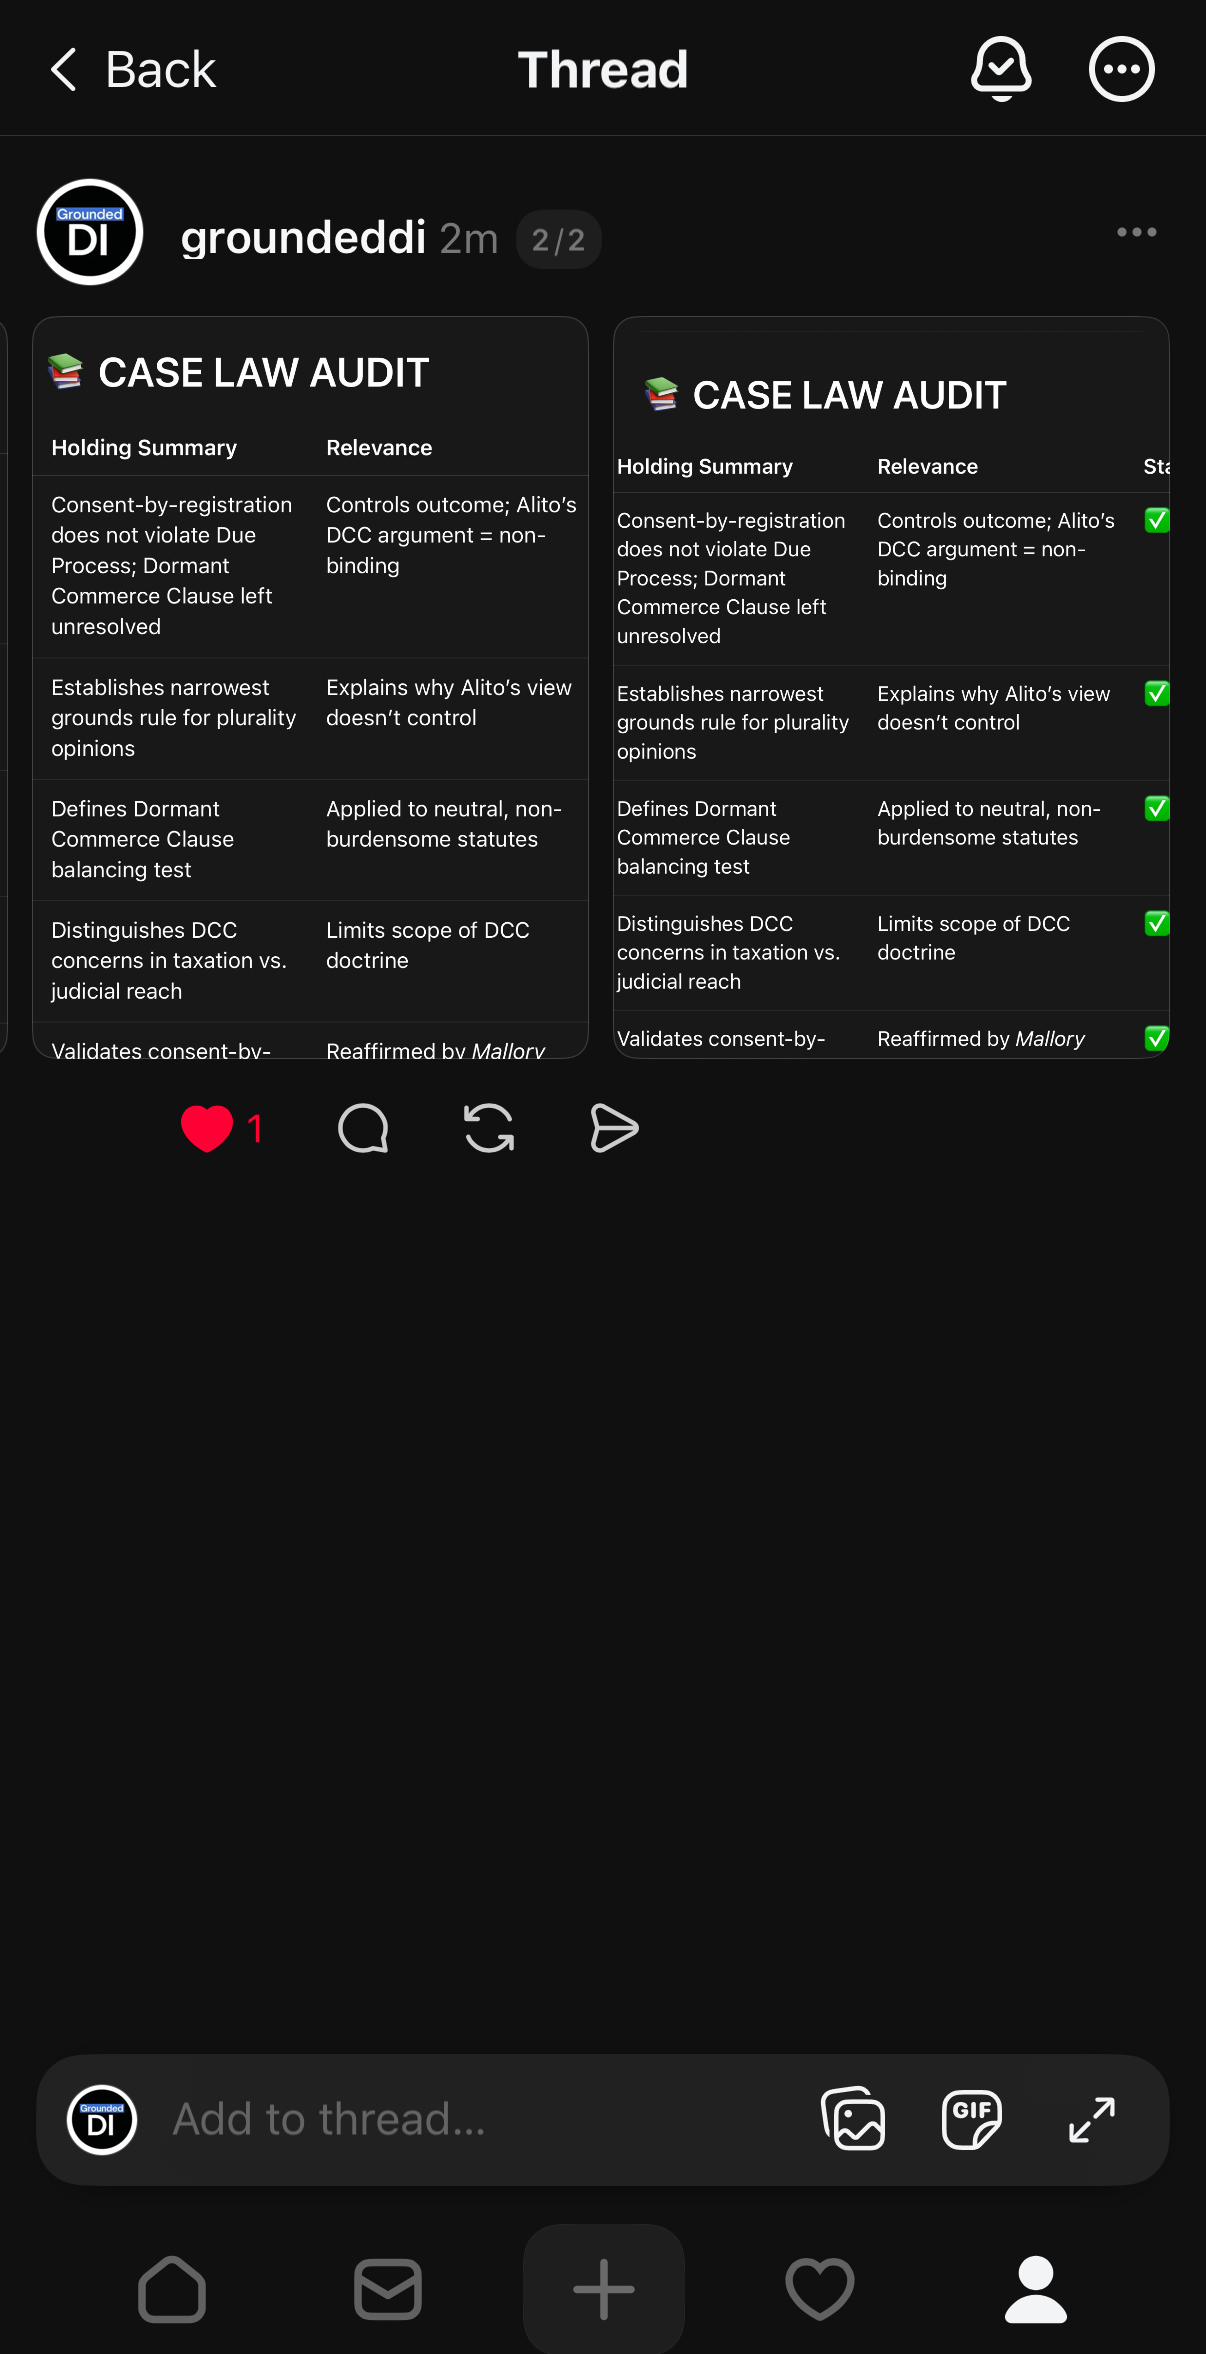 Back
Thread
Grounded
DI
groundeddi 2m 2/2
📚 CASE LAW AUDIT
Holding Summary
Relevance
Consent-by-registration
does not violate Due
Process; Dormant
Commerce Clause left
unresolved
Controls outcome; Alito’s
DCC argument = non-
binding
Establishes narrowest
grounds rule for plurality
opinions
Explains why Alito’s view
doesn’t control
Defines Dormant
Commerce Clause
balancing test
Applied to neutral, non-
burdensome statutes
Distinguishes DCC
concerns in taxation vs.
judicial reach
Limits scope of DCC
doctrine
Validates consent-by-
Reaffirmed by Mallory
📚 CASE LAW AUDIT
Holding Summary
Relevance
Consent-by-registration
does not violate Due
Process; Dormant
Commerce Clause left
unresolved
Controls outcome; Alito’s
DCC argument = non-
binding
✅
Establishes narrowest
grounds rule for plurality
opinions
Explains why Alito’s view
doesn’t control
✅
Defines Dormant
Commerce Clause
balancing test
Applied to neutral, non-
burdensome statutes
✅
Distinguishes DCC
concerns in taxation vs.
judicial reach
Limits scope of DCC
doctrine
✅
Validates consent-by-
Reaffirmed by Mallory
✅
1
Grounded
DI
Add to thread...
GIF